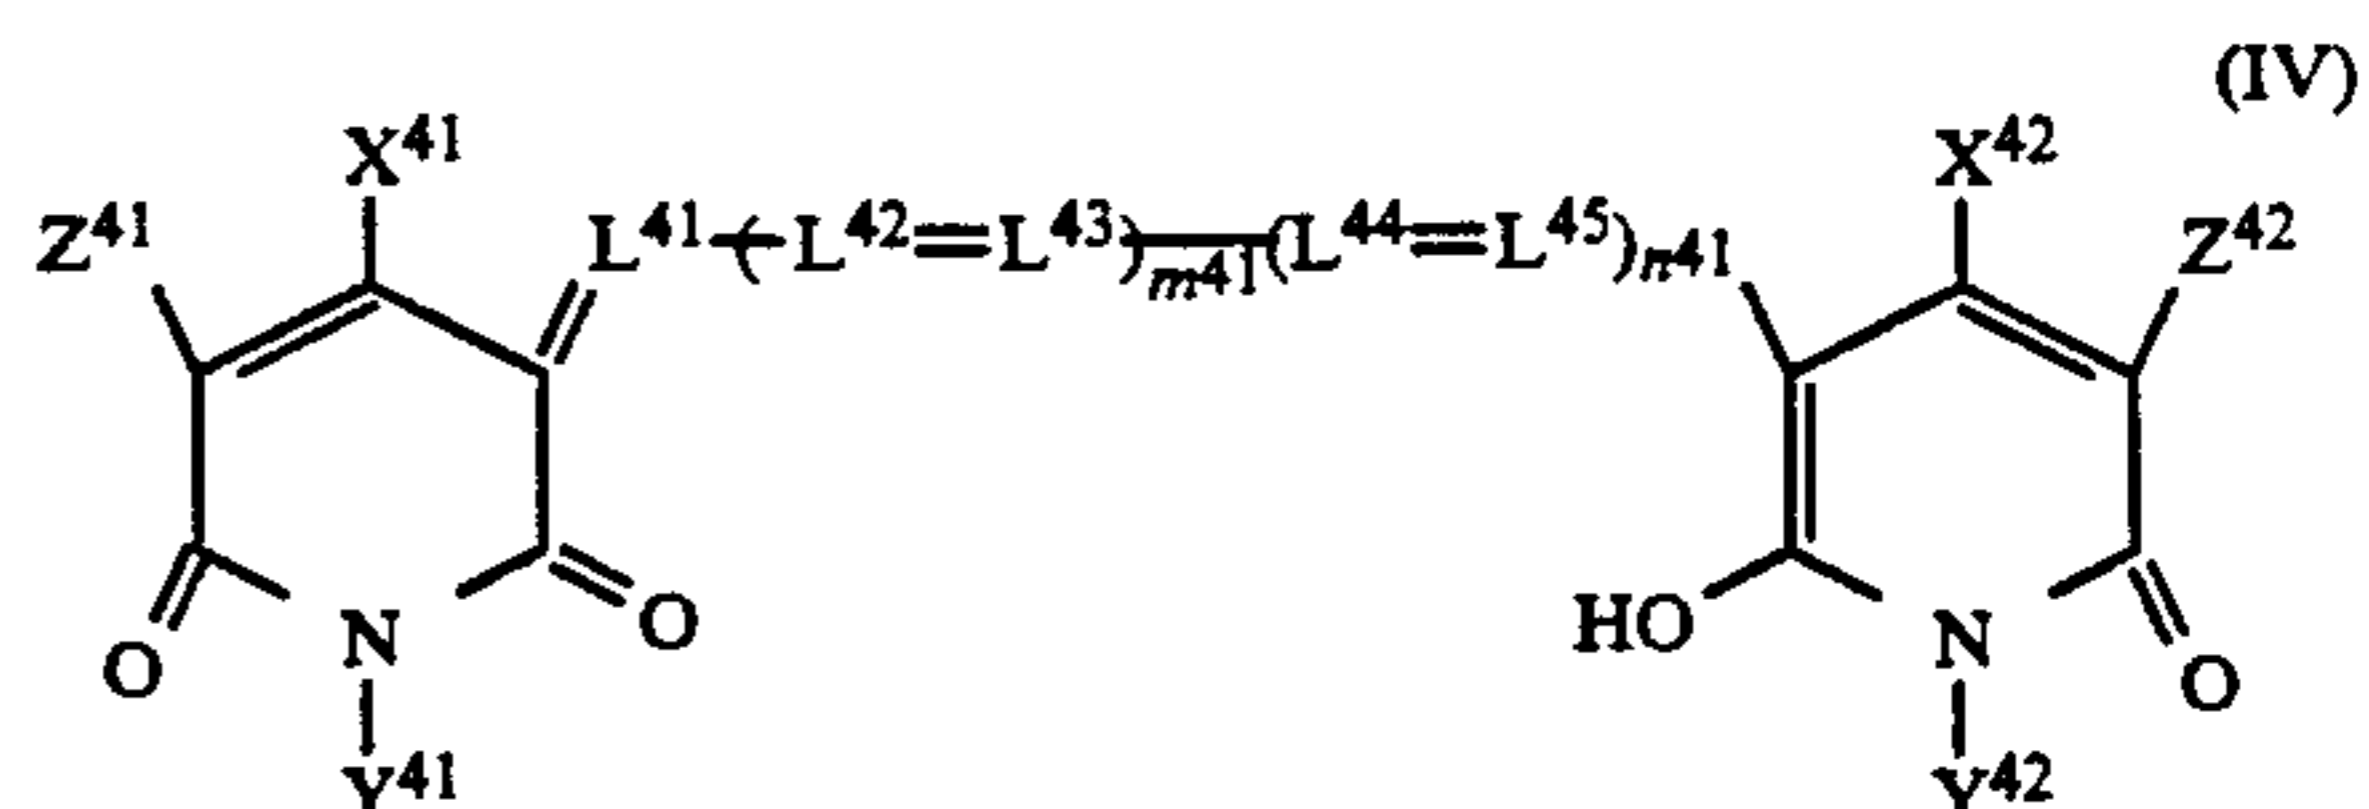 (IV)
X41 X42
Z41 L41-(-L42=L43)m41(L44=L45)n41 Z42
O N O HO N O
Y41 Y42